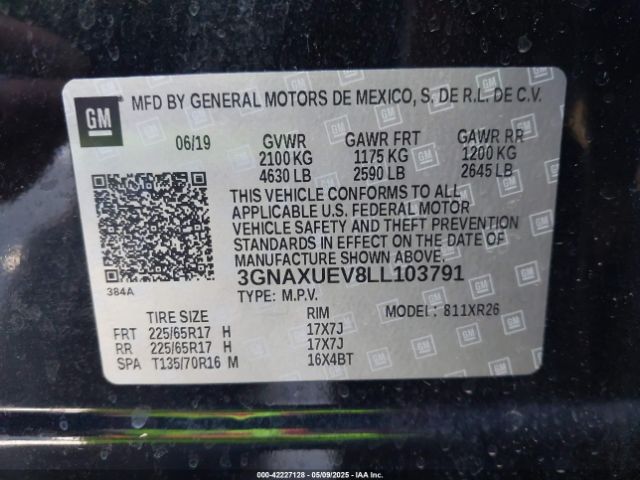 GM MFD BY GENERAL MOTORS DE MEXICO, S. DE R.L. DE C.V.
06/19 GVWR GAWR FRT GAWR RR
2100 KG 1175 KG 1200 KG
4630 LB 2590 LB 2645 LB
THIS VEHICLE CONFORMS TO ALL
APPLICABLE U.S. FEDERAL MOTOR
VEHICLE SAFETY AND THEFT PREVENTION
STANDARDS IN EFFECT ON THE DATE OF
MANUFACTURE SHOWN ABOVE.
384A 3GNAXUEV8LL103791
TYPE: M.P.V. MODEL: 811XR26
TIRE SIZE RIM
FRT 225/65R17 H 17X7J
RR 225/65R17 H 17X7J
SPA T135/70R16 M 16X4BT
000-42227128 - 05/09/2025 - IAAI.COM